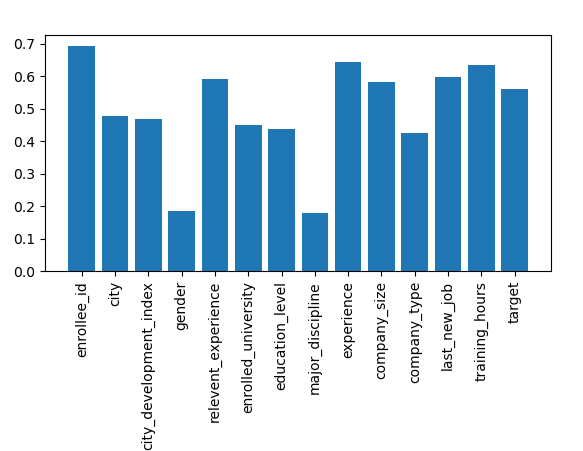 0.7
0.6
0.5
0.4
0.3
0.2
0.1
0.0
enrollee_id
city
city_development_index
gender
relevent_experience
enrolled_university
education_level
major_discipline
experience
company_size
company_type
last_new_job
training_hours
target